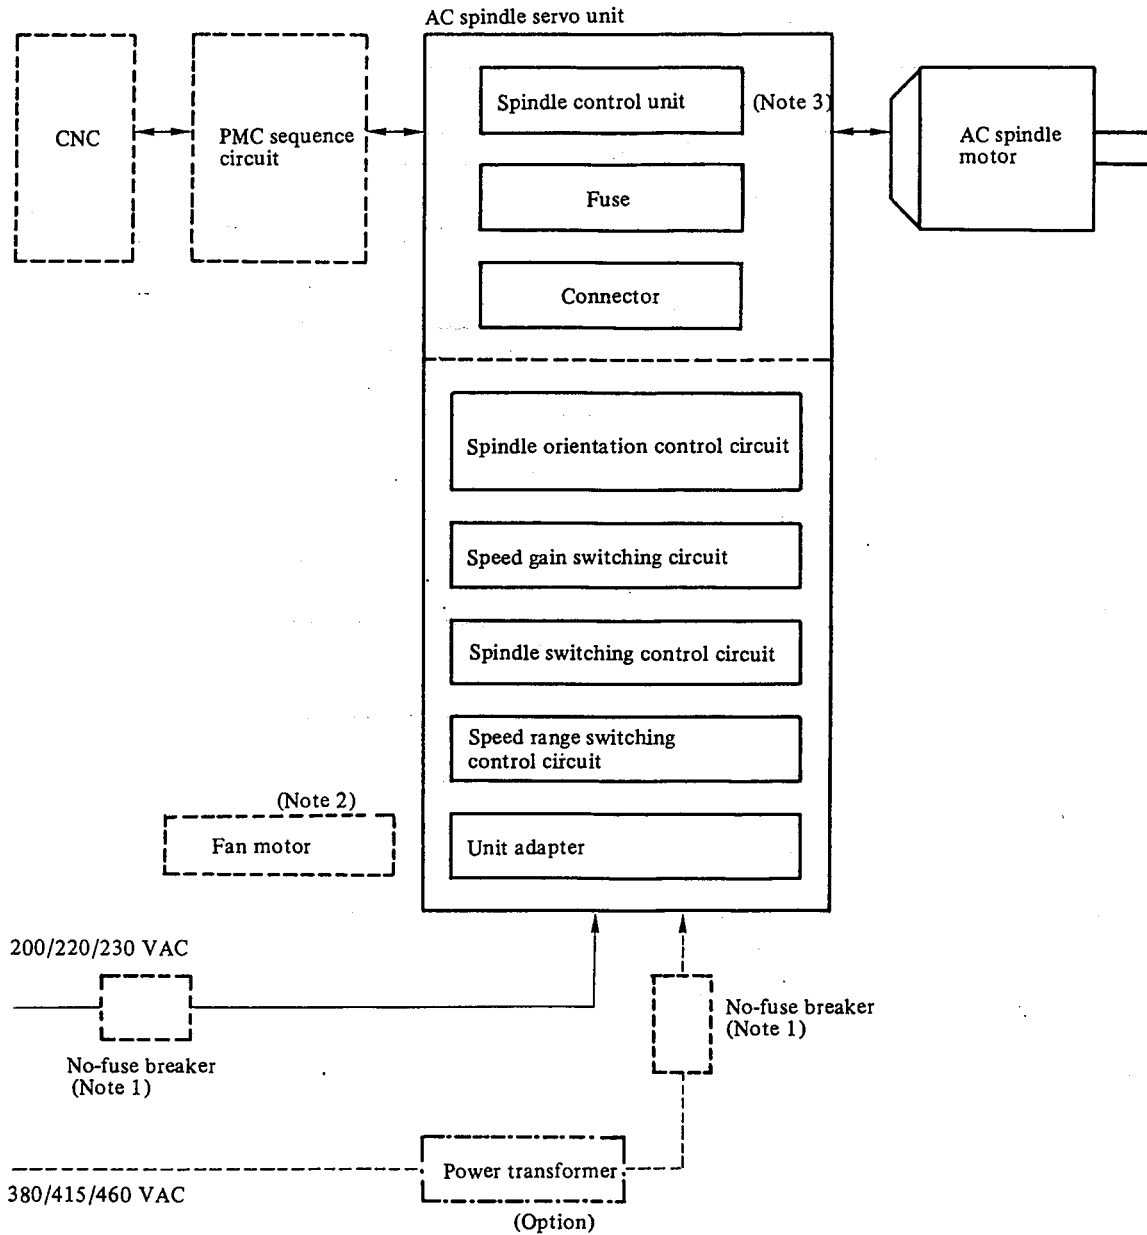 AC spindle servo unit
CNC
PMC sequence
circuit
Spindle control unit
(Note 3)
AC spindle
motor
Fuse
Connector
Spindle orientation control circuit
Speed gain switching circuit
Spindle switching control circuit
Speed range switching
control circuit
(Note 2)
Fan motor
Unit adapter
200/220/230 VAC
No-fuse breaker
(Note 1)
No-fuse breaker
(Note 1)
Power transformer
380/415/460 VAC
(Option)